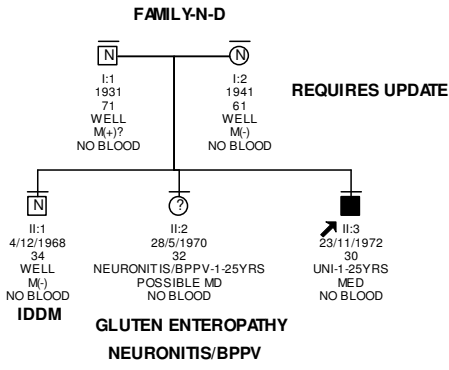 FAMILY-N-D
N
N
I:1
1931
71
WELL
M(+)?
NO BLOOD
I:2
1941
61
WELL
M(-)
NO BLOOD
REQUIRES UPDATE
N
?
II:1
4/12/1968
34
WELL
M(-)
NO BLOOD
IDDM
II:2
28/5/1970
32
NEURONITIS/BPPV-1-25YRS
POSSIBLE MD
NO BLOOD
GLUTEN ENTEROPATHY
NEURONITIS/BPPV
II:3
23/11/1972
30
UNI-1-25YRS
MED
NO BLOOD